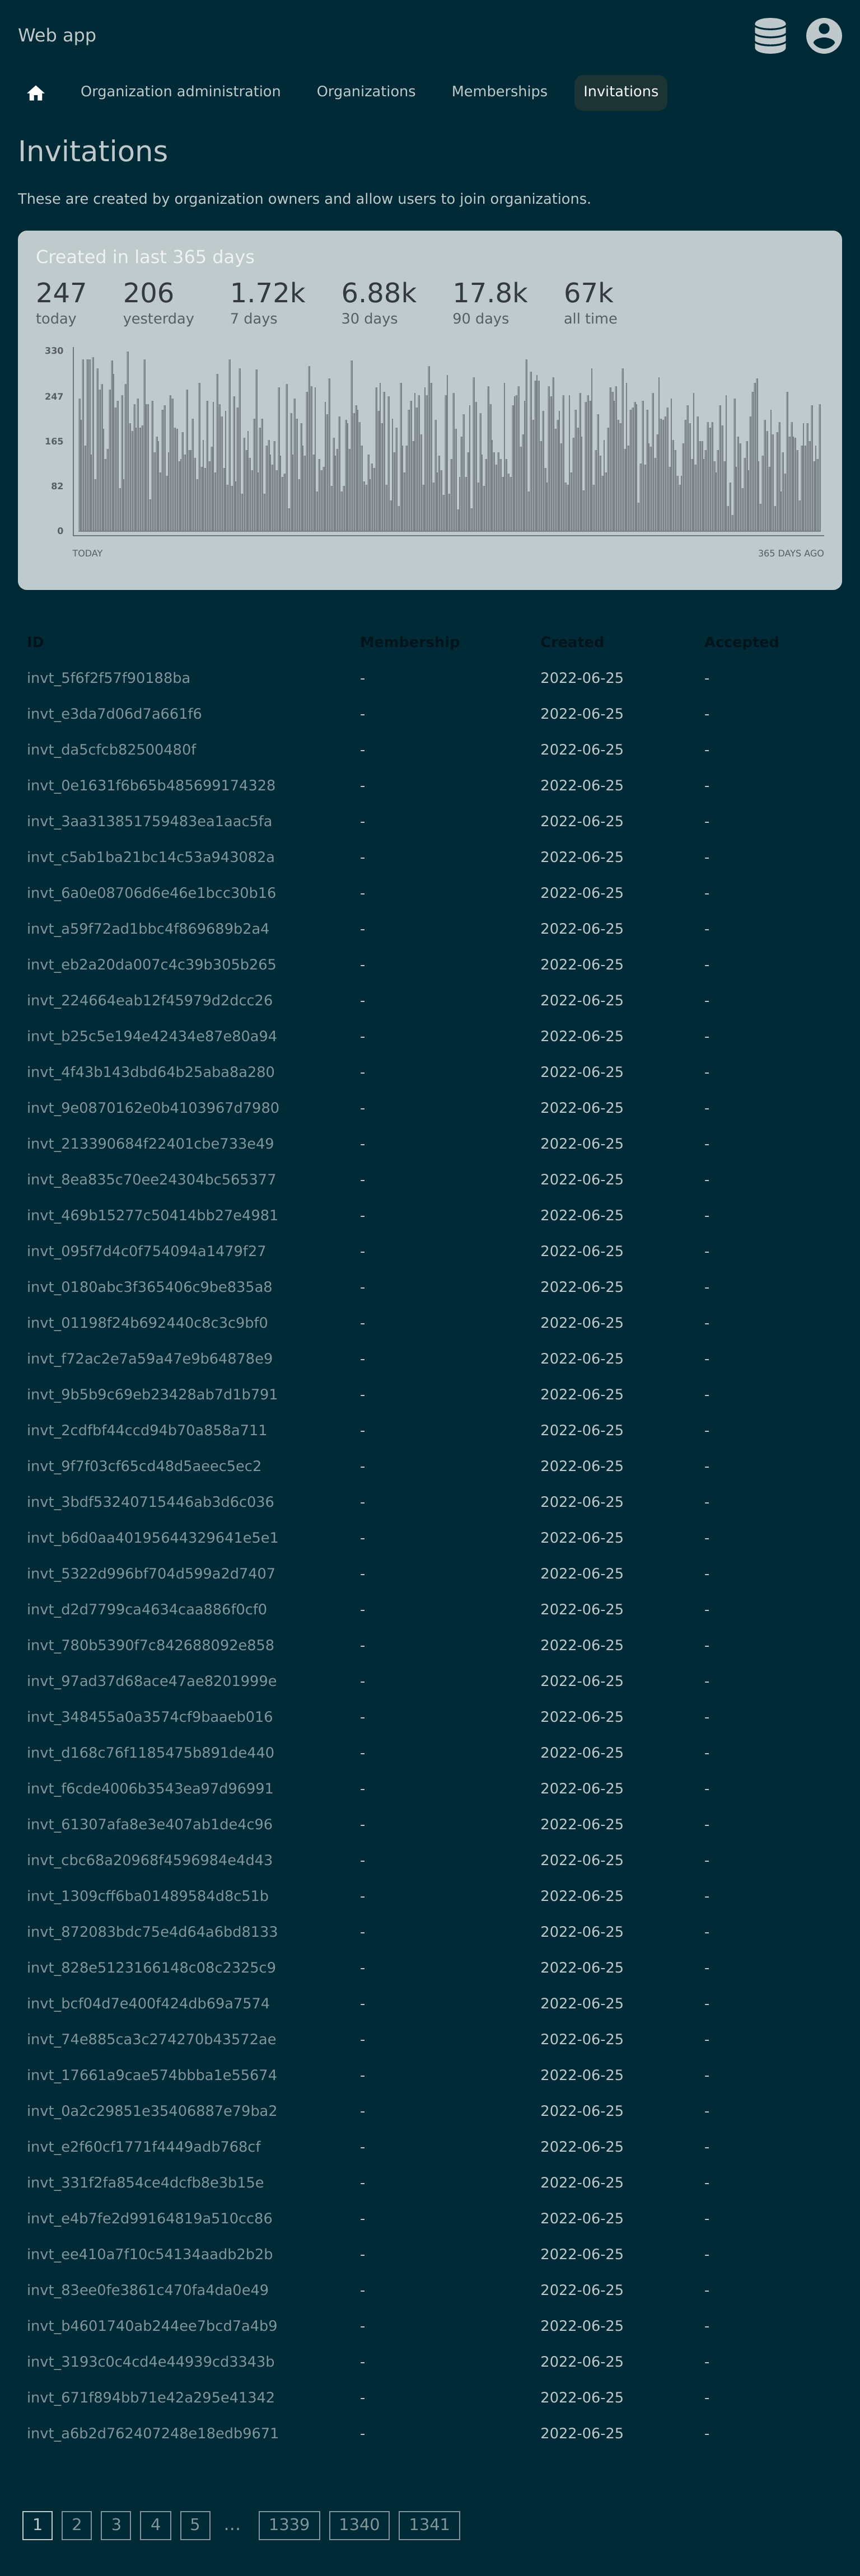 Web app
Organization administration Organizations Memberships Invitations
Invitations
These are created by organization owners and allow users to join organizations.
Created in last 365 days
247 206 1.72k 6.88k 17.8k 67k
today yesterday 7 days 30 days 90 days all time
330
247
165
82
0
TODAY 365 DAYS AGO
ID Membership Created Accepted
invt_5f6f2f57f90188ba - 2022-06-25 -
invt_e3da7d06d7a661f6 - 2022-06-25 -
invt_da5cfcb82500480f - 2022-06-25 -
invt_0e1631f6b65b485699174328 - 2022-06-25 -
invt_3aa313851759483ea1aac5fa - 2022-06-25 -
invt_c5ab1ba21bc14c53a943082a - 2022-06-25 -
invt_6a0e08706d6e46e1bcc30b16 - 2022-06-25 -
invt_a59f72ad1bbc4f869689b2a4 - 2022-06-25 -
invt_eb2a20da007c4c39b305b265 - 2022-06-25 -
invt_224664eab12f45979d2dcc26 - 2022-06-25 -
invt_b25c5e194e42434e87e80a94 - 2022-06-25 -
invt_4f43b143dbd64b25aba8a280 - 2022-06-25 -
invt_9e0870162e0b4103967d7980 - 2022-06-25 -
invt_213390684f22401cbe733e49 - 2022-06-25 -
invt_8ea835c70ee24304bc565377 - 2022-06-25 -
invt_469b15277c50414bb27e4981 - 2022-06-25 -
invt_095f7d4c0f754094a1479f27 - 2022-06-25 -
invt_0180abc3f365406c9be835a8 - 2022-06-25 -
invt_01198f24b692440c8c3c9bf0 - 2022-06-25 -
invt_f72ac2e7a59a47e9b64878e9 - 2022-06-25 -
invt_9b5b9c69eb23428ab7d1b791 - 2022-06-25 -
invt_2cdfbf44ccd94b70a858a711 - 2022-06-25 -
invt_9f7f03cf65cd48d5aeec5ec2 - 2022-06-25 -
invt_3bdf53240715446ab3d6c036 - 2022-06-25 -
invt_b6d0aa40195644329641e5e1 - 2022-06-25 -
invt_5322d996bf704d599a2d7407 - 2022-06-25 -
invt_d2d7799ca4634caa886f0cf0 - 2022-06-25 -
invt_780b5390f7c842688092e858 - 2022-06-25 -
invt_97ad37d68ace47ae8201999e - 2022-06-25 -
invt_348455a0a3574cf9baaeb016 - 2022-06-25 -
invt_d168c76f1185475b891de440 - 2022-06-25 -
invt_f6cde4006b3543ea97d96991 - 2022-06-25 -
invt_61307afa8e3e407ab1de4c96 - 2022-06-25 -
invt_cbc68a20968f4596984e4d43 - 2022-06-25 -
invt_1309cff6ba01489584d8c51b - 2022-06-25 -
invt_872083bdc75e4d64a6bd8133 - 2022-06-25 -
invt_828e5123166148c08c2325c9 - 2022-06-25 -
invt_bcf04d7e400f424db69a7574 - 2022-06-25 -
invt_74e885ca3c274270b43572ae - 2022-06-25 -
invt_17661a9cae574bbba1e55674 - 2022-06-25 -
invt_0a2c29851e35406887e79ba2 - 2022-06-25 -
invt_e2f60cf1771f4449adb768cf - 2022-06-25 -
invt_331f2fa854ce4dcfb8e3b15e - 2022-06-25 -
invt_e4b7fe2d99164819a510cc86 - 2022-06-25 -
invt_ee410a7f10c54134aadb2b2b - 2022-06-25 -
invt_83ee0fe3861c470fa4da0e49 - 2022-06-25 -
invt_b4601740ab244ee7bcd7a4b9 - 2022-06-25 -
invt_3193c0c4cd4e44939cd3343b - 2022-06-25 -
invt_671f894bb71e42a295e41342 - 2022-06-25 -
invt_a6b2d762407248e18edb9671 - 2022-06-25 -
1 2 3 4 5 … 1339 1340 1341